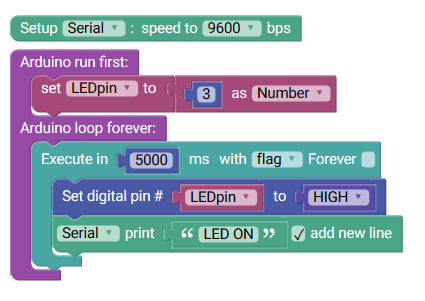 Setup Serial : speed to 9600 bps
Arduino run first:
set LEDpin to 3 as Number
Arduino loop forever:
Execute in 5000 ms with flag Forever
Set digital pin # LEDpin to HIGH
Serial print “ LED ON ” ✓ add new line